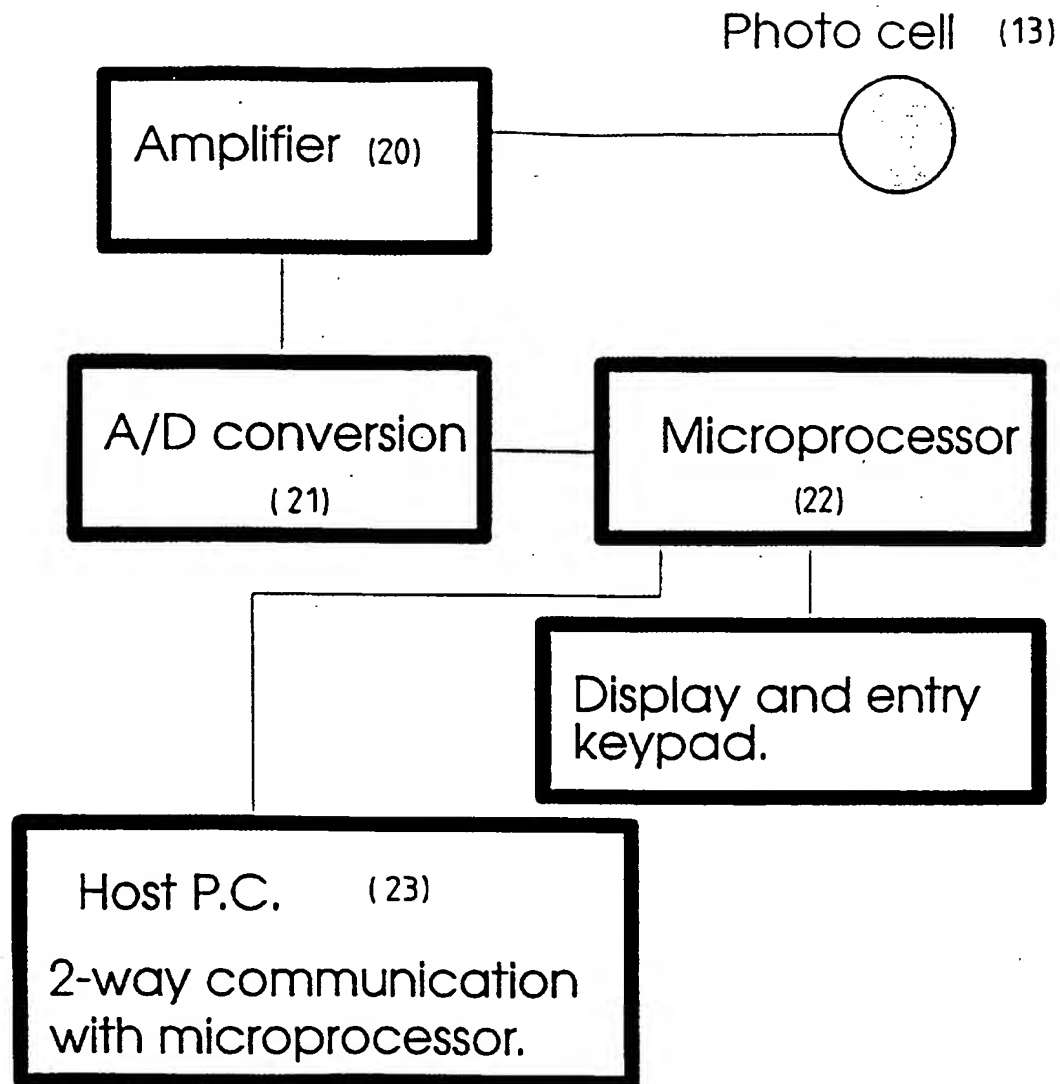 Photo cell (13)
Amplifier (20)
A/D conversion
(21)
Microprocessor
(22)
Display and entry
keypad.
Host P.C. (23)
2-way communication
with microprocessor.